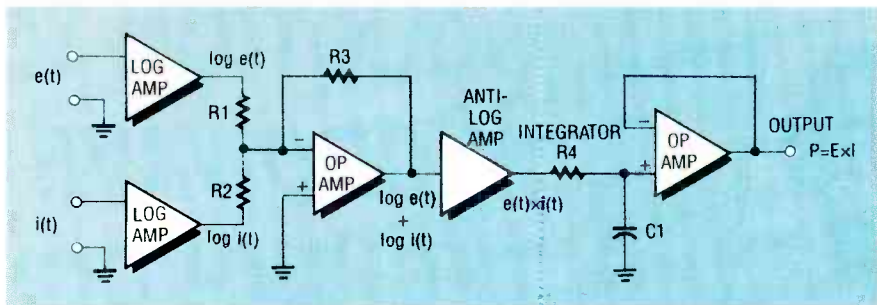 e(t)
LOG
AMP
log e(t)
R1
R2
i(t)
LOG
AMP
log i(t)
R3
–
+
OP
AMP
log e(t)
+
log i(t)
ANTI-
LOG
AMP
INTEGRATOR
R4
e(t)×i(t)
C1
–
+
OP
AMP
OUTPUT
P=E×I